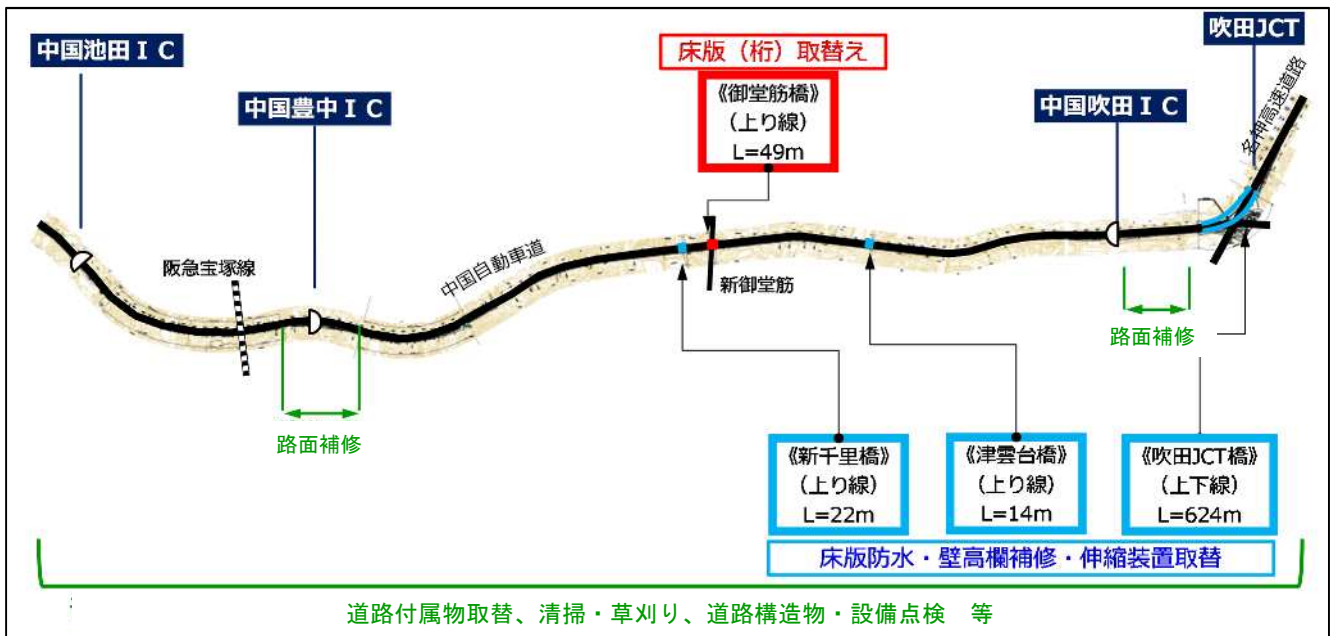 中国池田ＩＣ
中国豊中ＩＣ
床版（桁）取替え
《御堂筋橋》
（上り線）
L=49m
中国吹田ＩＣ
吹田JCT
名神高速道路
阪急宝塚線
中国自動車道
新御堂筋
路面補修
路面補修
《新千里橋》
（上り線）
L=22m
《津雲台橋》
（上り線）
L=14m
《吹田JCT橋》
（上下線）
L=624m
床版防水・壁高欄補修・伸縮装置取替
道路付属物取替、清掃・草刈り、道路構造物・設備点検　等